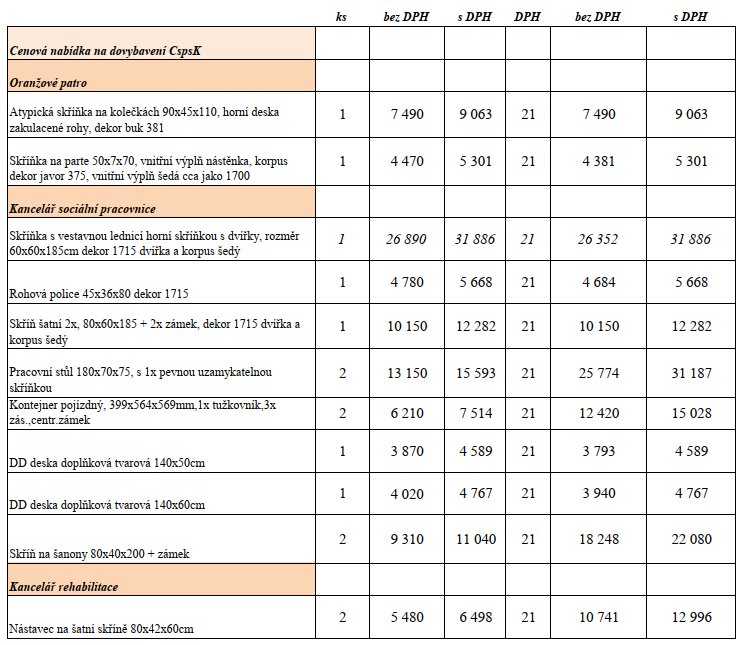 ks bez DPH s DPH DPH bez DPH s DPH
Cenová nabídka na dovybavení CspsK
Oranžové patro
Atypická skříňka na kolečkách 90x45x110, horní deska
zakulacené rohy, dekor buk 381 1 7 490 9 063 21 7 490 9 063
Skříňka na parte 50x7x70, vnitřní výplň nástěnka, korpus
dekor javor 375, vnitřní výplň šedá cca jako 1700 1 4 470 5 301 21 4 381 5 301
Kancelář sociální pracovnice
Skříňka s vestavnou lednicí horní skříňkou s dvířky, rozměr
60x60x185cm dekor 1715 dvířka a korpus šedý 1 26 890 31 886 21 26 352 31 886
Rohová police 45x36x80 dekor 1715 1 4 780 5 668 21 4 684 5 668
Skříň šatní 2x, 80x60x185 + 2x zámek, dekor 1715 dvířka a
korpus šedý 1 10 150 12 282 21 10 150 12 282
Pracovní stůl 180x70x75, s 1x pevnou uzamykatelnou
skříňkou 2 13 150 15 593 21 25 774 31 187
Kontejner pojízdný, 399x564x569mm,1x tužkovník,3x
zás.,centr.zámek 2 6 210 7 514 21 12 420 15 028
DD deska doplňková tvarová 140x50cm 1 3 870 4 589 21 3 793 4 589
DD deska doplňková tvarová 140x60cm 1 4 020 4 767 21 3 940 4 767
Skříň na šanony 80x40x200 + zámek 2 9 310 11 040 21 18 248 22 080
Kancelář rehabilitace
Nástavec na šatní skříně 80x42x60cm 2 5 480 6 498 21 10 741 12 996